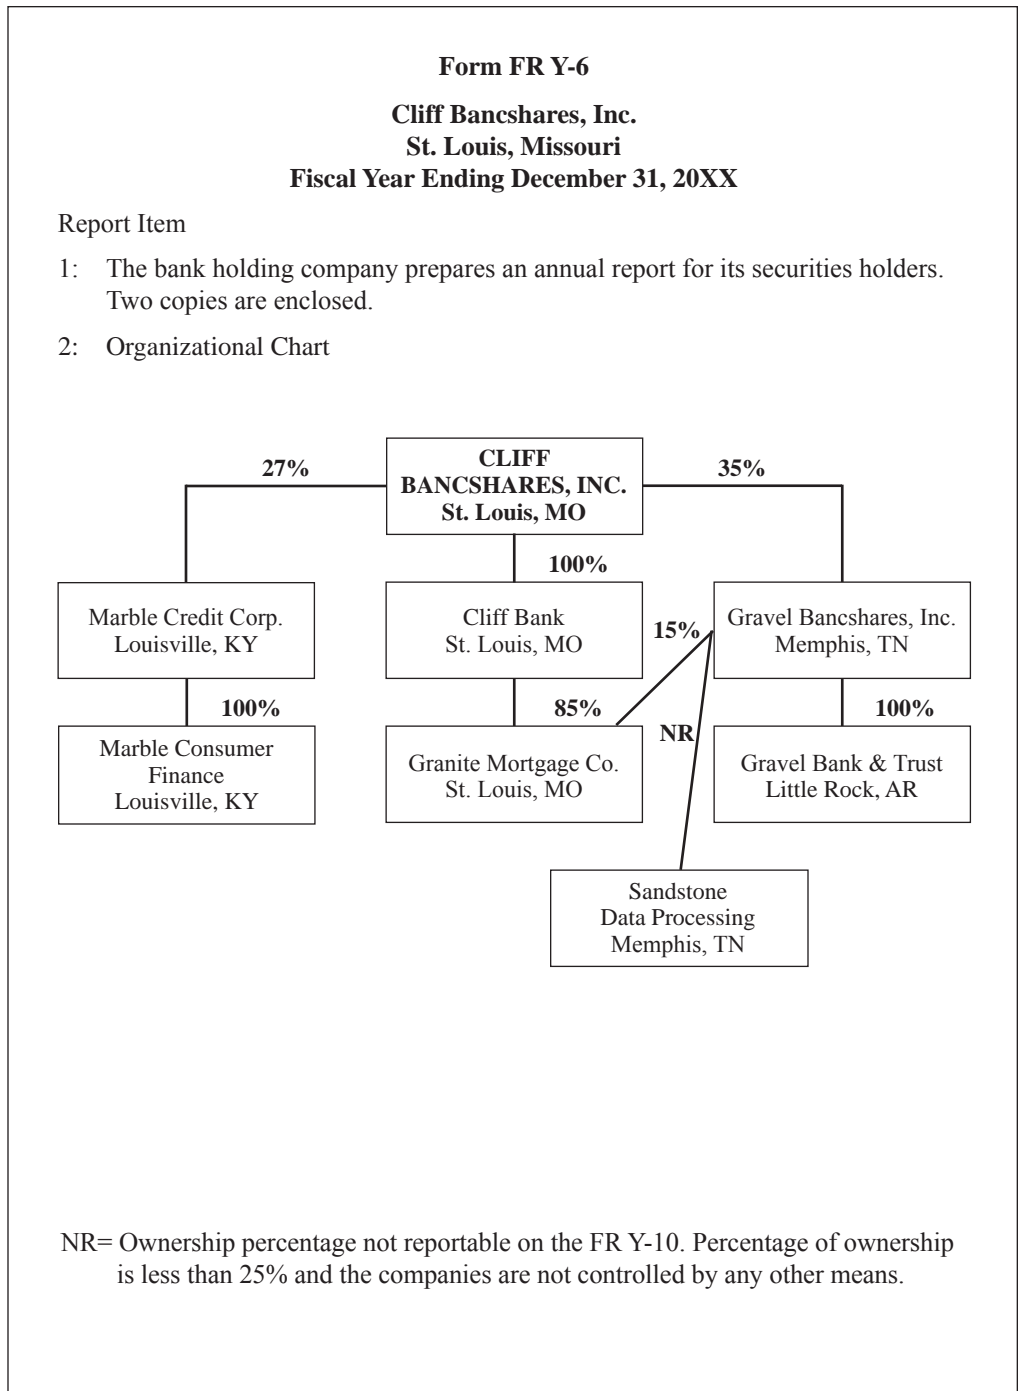 Form FR Y-6
Cliff Bancshares, Inc.
St. Louis, Missouri
Fiscal Year Ending December 31, 20XX
Report Item
1: The bank holding company prepares an annual report for its securities holders.
Two copies are enclosed.
2: Organizational Chart
27%
CLIFF
BANCSHARES, INC.
St. Louis, MO
35%
100%
Marble Credit Corp.
Louisville, KY
Cliff Bank
St. Louis, MO
15%
Gravel Bancshares, Inc.
Memphis, TN
100%
85%
NR
100%
Marble Consumer
Finance
Louisville, KY
Granite Mortgage Co.
St. Louis, MO
Gravel Bank & Trust
Little Rock, AR
Sandstone
Data Processing
Memphis, TN
NR= Ownership percentage not reportable on the FR Y-10. Percentage of ownership
is less than 25% and the companies are not controlled by any other means.